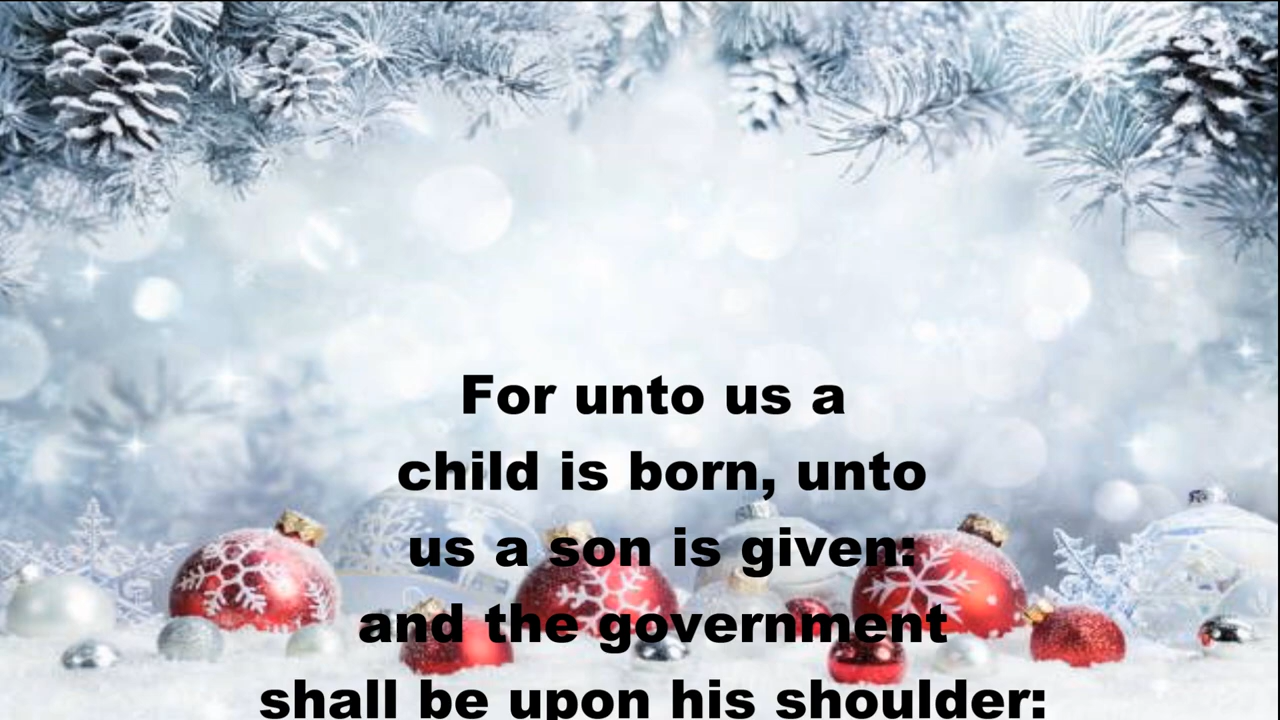 For unto us a
child is born, unto
us a son is given:
and the government
shall be upon his shoulder: